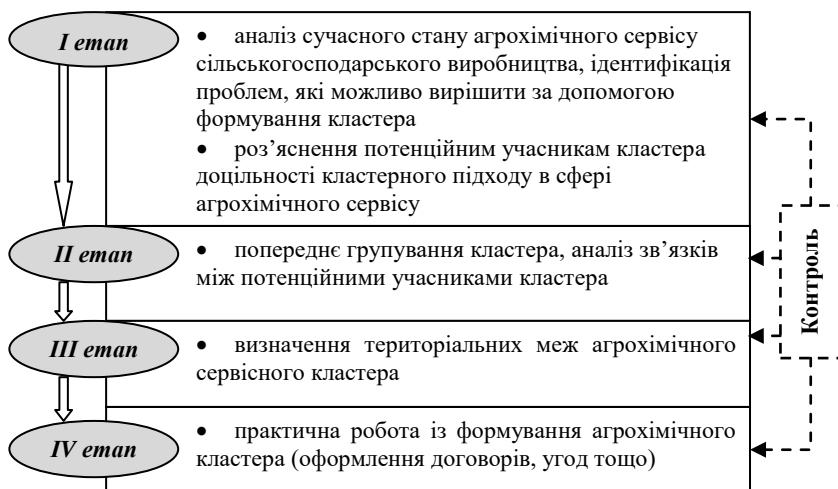 I етап
• аналіз сучасного стану агрохімічного сервісу
сільськогосподарського виробництва, ідентифікація
проблем, які можливо вирішити за допомогою
формування кластера
• роз’яснення потенційним учасникам кластера
доцільності кластерного підходу в сфері
агрохімічного сервісу
II етап
• попереднє групування кластера, аналіз зв’язків
між потенційними учасниками кластера
III етап
• визначення територіальних меж агрохімічного
сервісного кластера
IV етап
• практична робота із формування агрохімічного
кластера (оформлення договорів, угод тощо)
Контроль